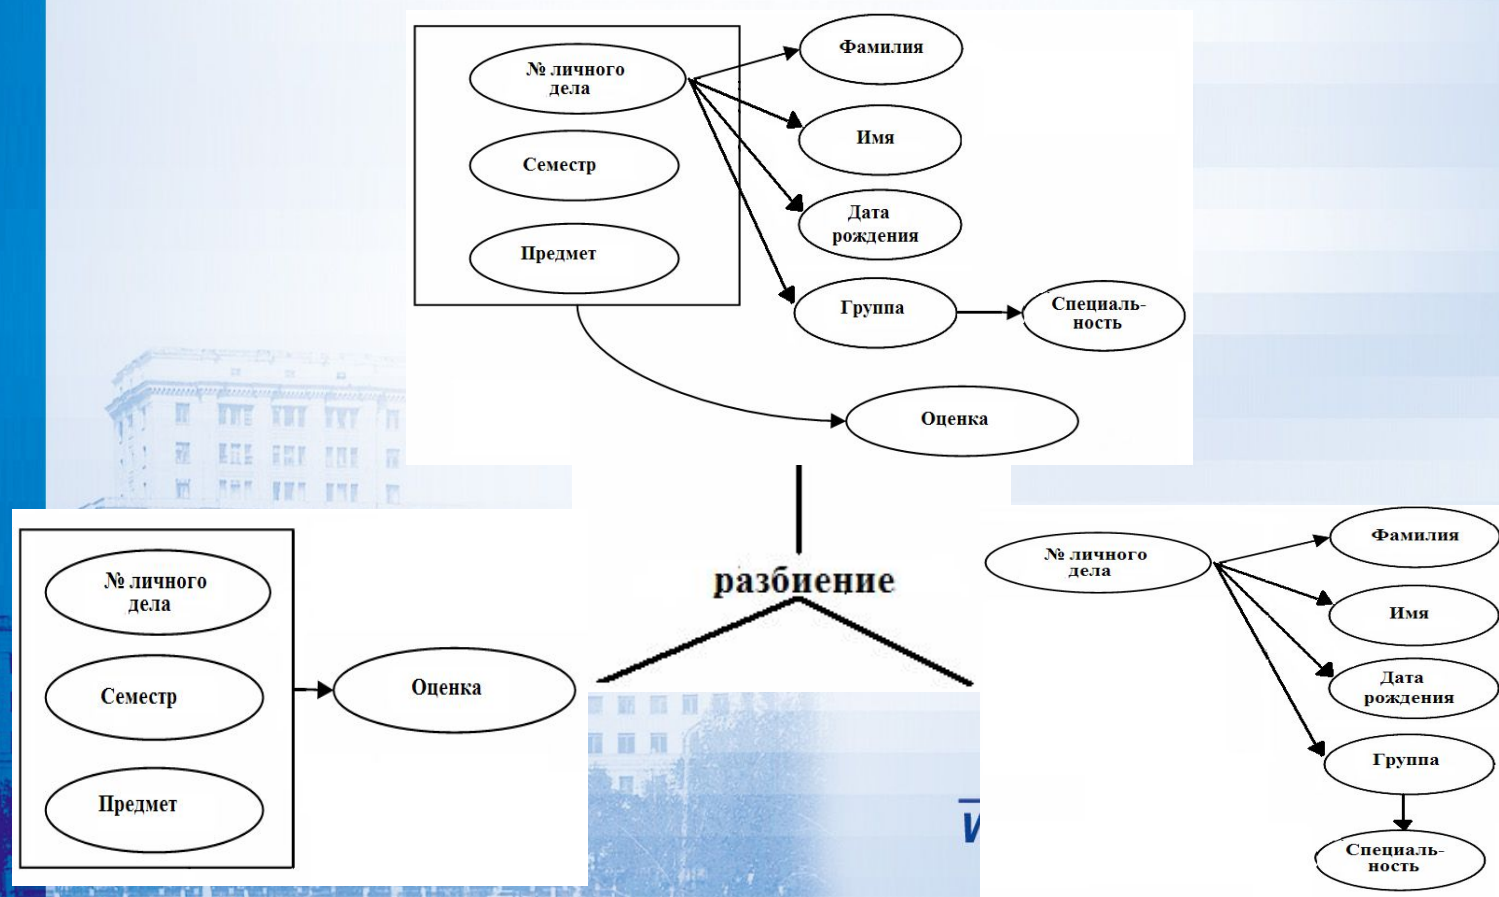 № личного
дела
Семестр
Предмет
Фамилия
Имя
Дата
рождения
Группа
Специаль-
ность
Оценка
разбиение
№ личного
дела
Семестр
Предмет
Оценка
№ личного
дела
Фамилия
Имя
Дата
рождения
Группа
Специаль-
ность